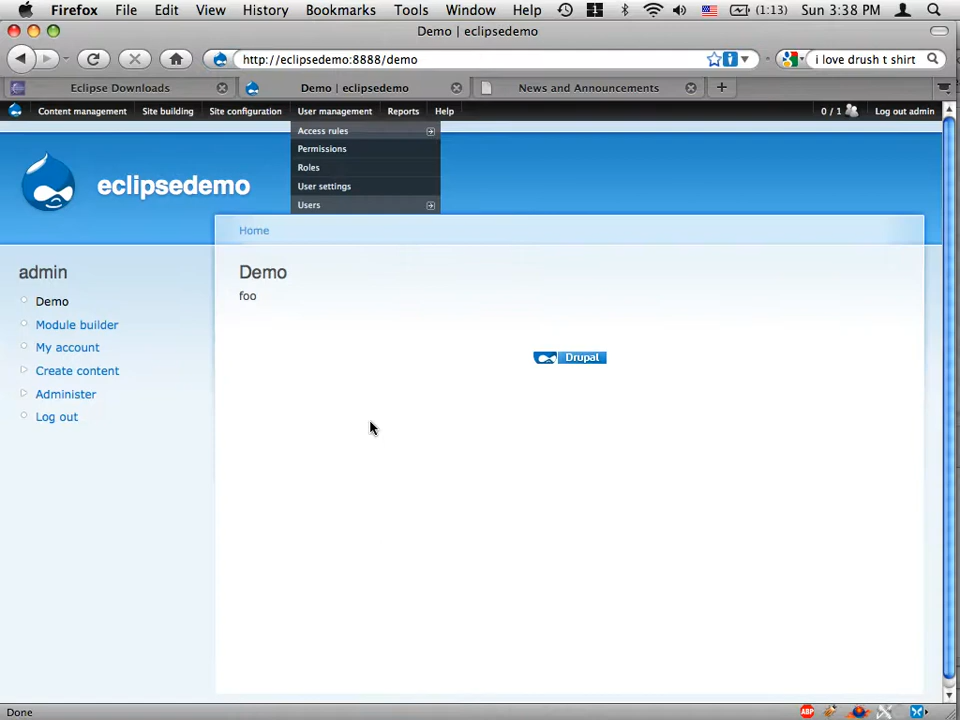 Firefox File Edit View History Bookmarks Tools Window Help (1:13) Sun 3:38 PM
Demo | eclipsedemo
http://eclipsedemo:8888/demo i love drush t shirt
Eclipse Downloads Demo | eclipsedemo News and Announcements
Content management Site building Site configuration User management Reports Help 0 / 1 Log out admin
Access rules
Permissions
Roles
User settings
Users
eclipsedemo
Home
admin
Demo
Module builder
My account
Create content
Administer
Log out
Demo
foo
Drupal
Done ABP